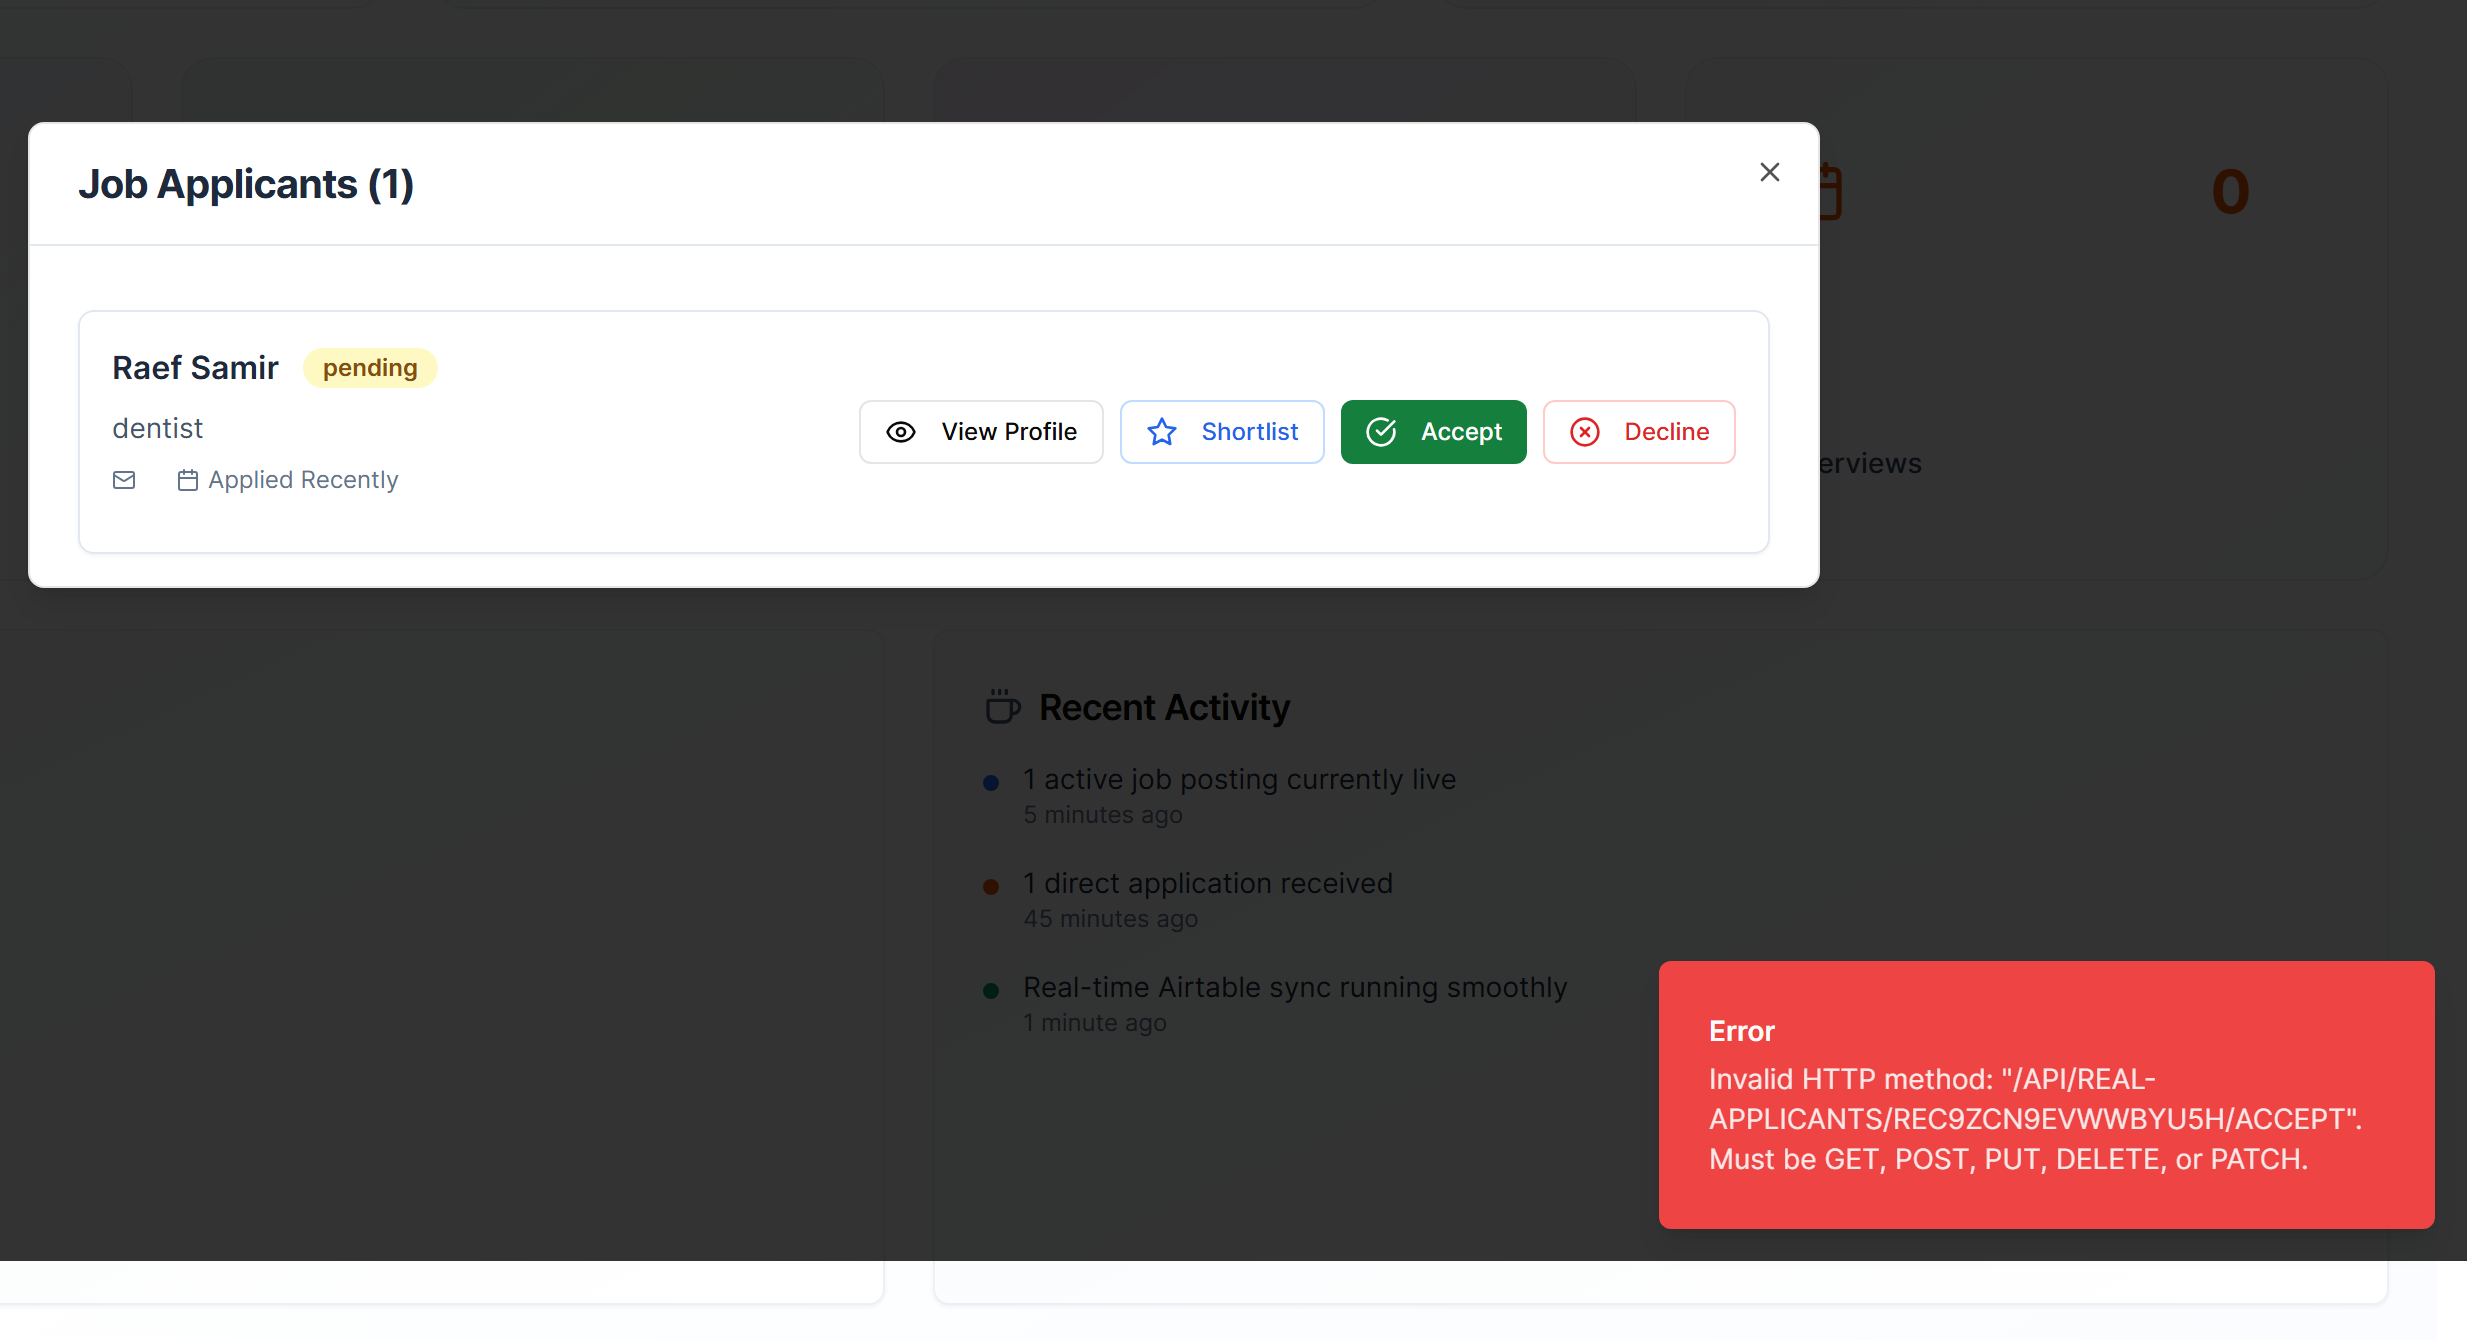 Job Applicants (1)
0
Raef Samir pending
dentist
View Profile Shortlist Accept Decline
erviews
Applied Recently
Recent Activity
1 active job posting currently live
5 minutes ago
1 direct application received
45 minutes ago
Real-time Airtable sync running smoothly
1 minute ago
Error
Invalid HTTP method: "/API/REAL-
APPLICANTS/REC9ZCN9EVWWBYU5H/ACCEPT".
Must be GET, POST, PUT, DELETE, or PATCH.